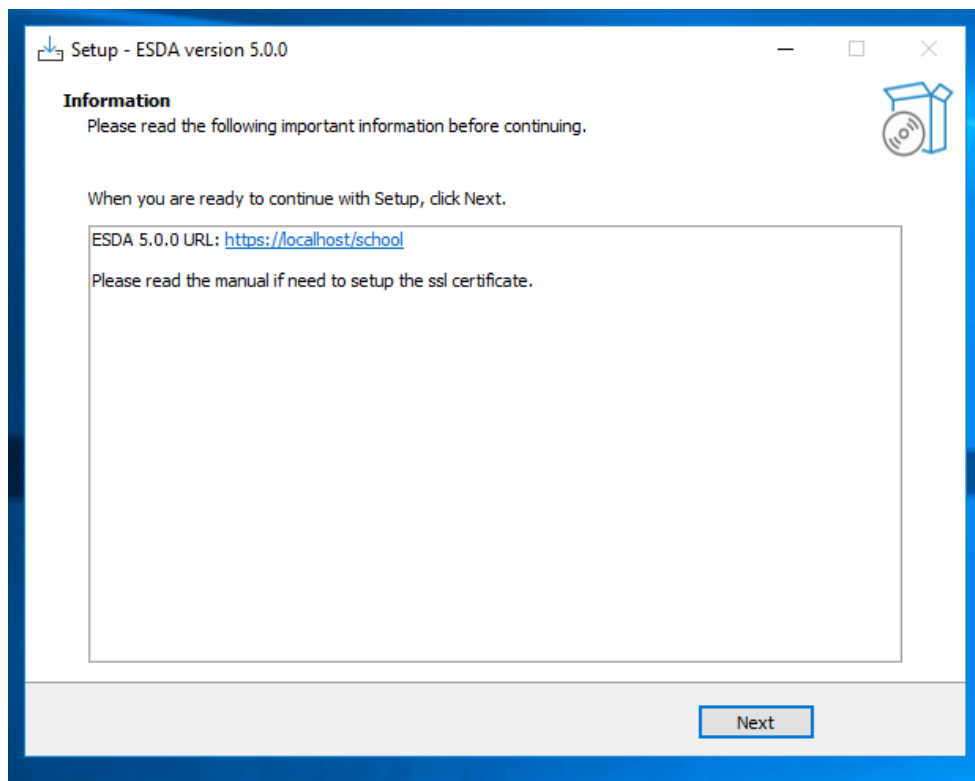 Setup - ESDA version 5.0.0
Information
Please read the following important information before continuing.
When you are ready to continue with Setup, click Next.
ESDA 5.0.0 URL: https://localhost/school
Please read the manual if need to setup the ssl certificate.
Next